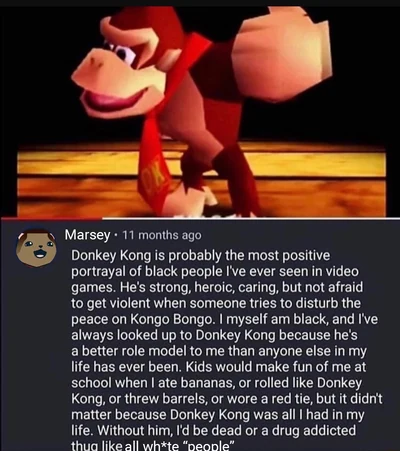 DK
Marsey · 11 months ago
Donkey Kong is probably the most positive
portrayal of black people I've ever seen in video
games. He's strong, heroic, caring, but not afraid
to get violent when someone tries to disturb the
peace on Kongo Bongo. I myself am black, and I've
always looked up to Donkey Kong because he's
a better role model to me than anyone else in my
life has ever been. Kids would make fun of me at
school when I ate bananas, or rolled like Donkey
Kong, or threw barrels, or wore a red tie, but it didn't
matter because Donkey Kong was all I had in my
life. Without him, I'd be dead or a drug addicted
thug like all wh*te “people”